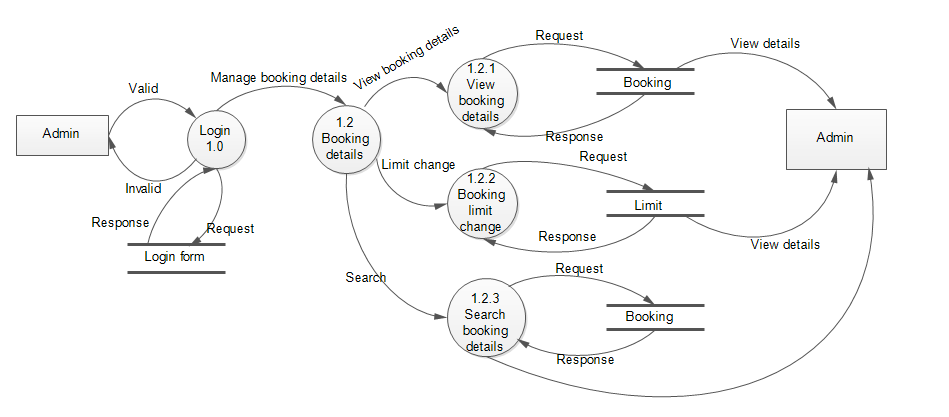 Admin
Valid
Invalid
Login
1.0
Response
Request
Login form
Manage booking details
1.2
Booking
details
View booking details
Limit change
Search
1.2.1
View
booking
details
Request
Booking
Response
View details
1.2.2
Booking
limit
change
Request
Limit
Response
View details
1.2.3
Search
booking
details
Request
Booking
Response
Admin